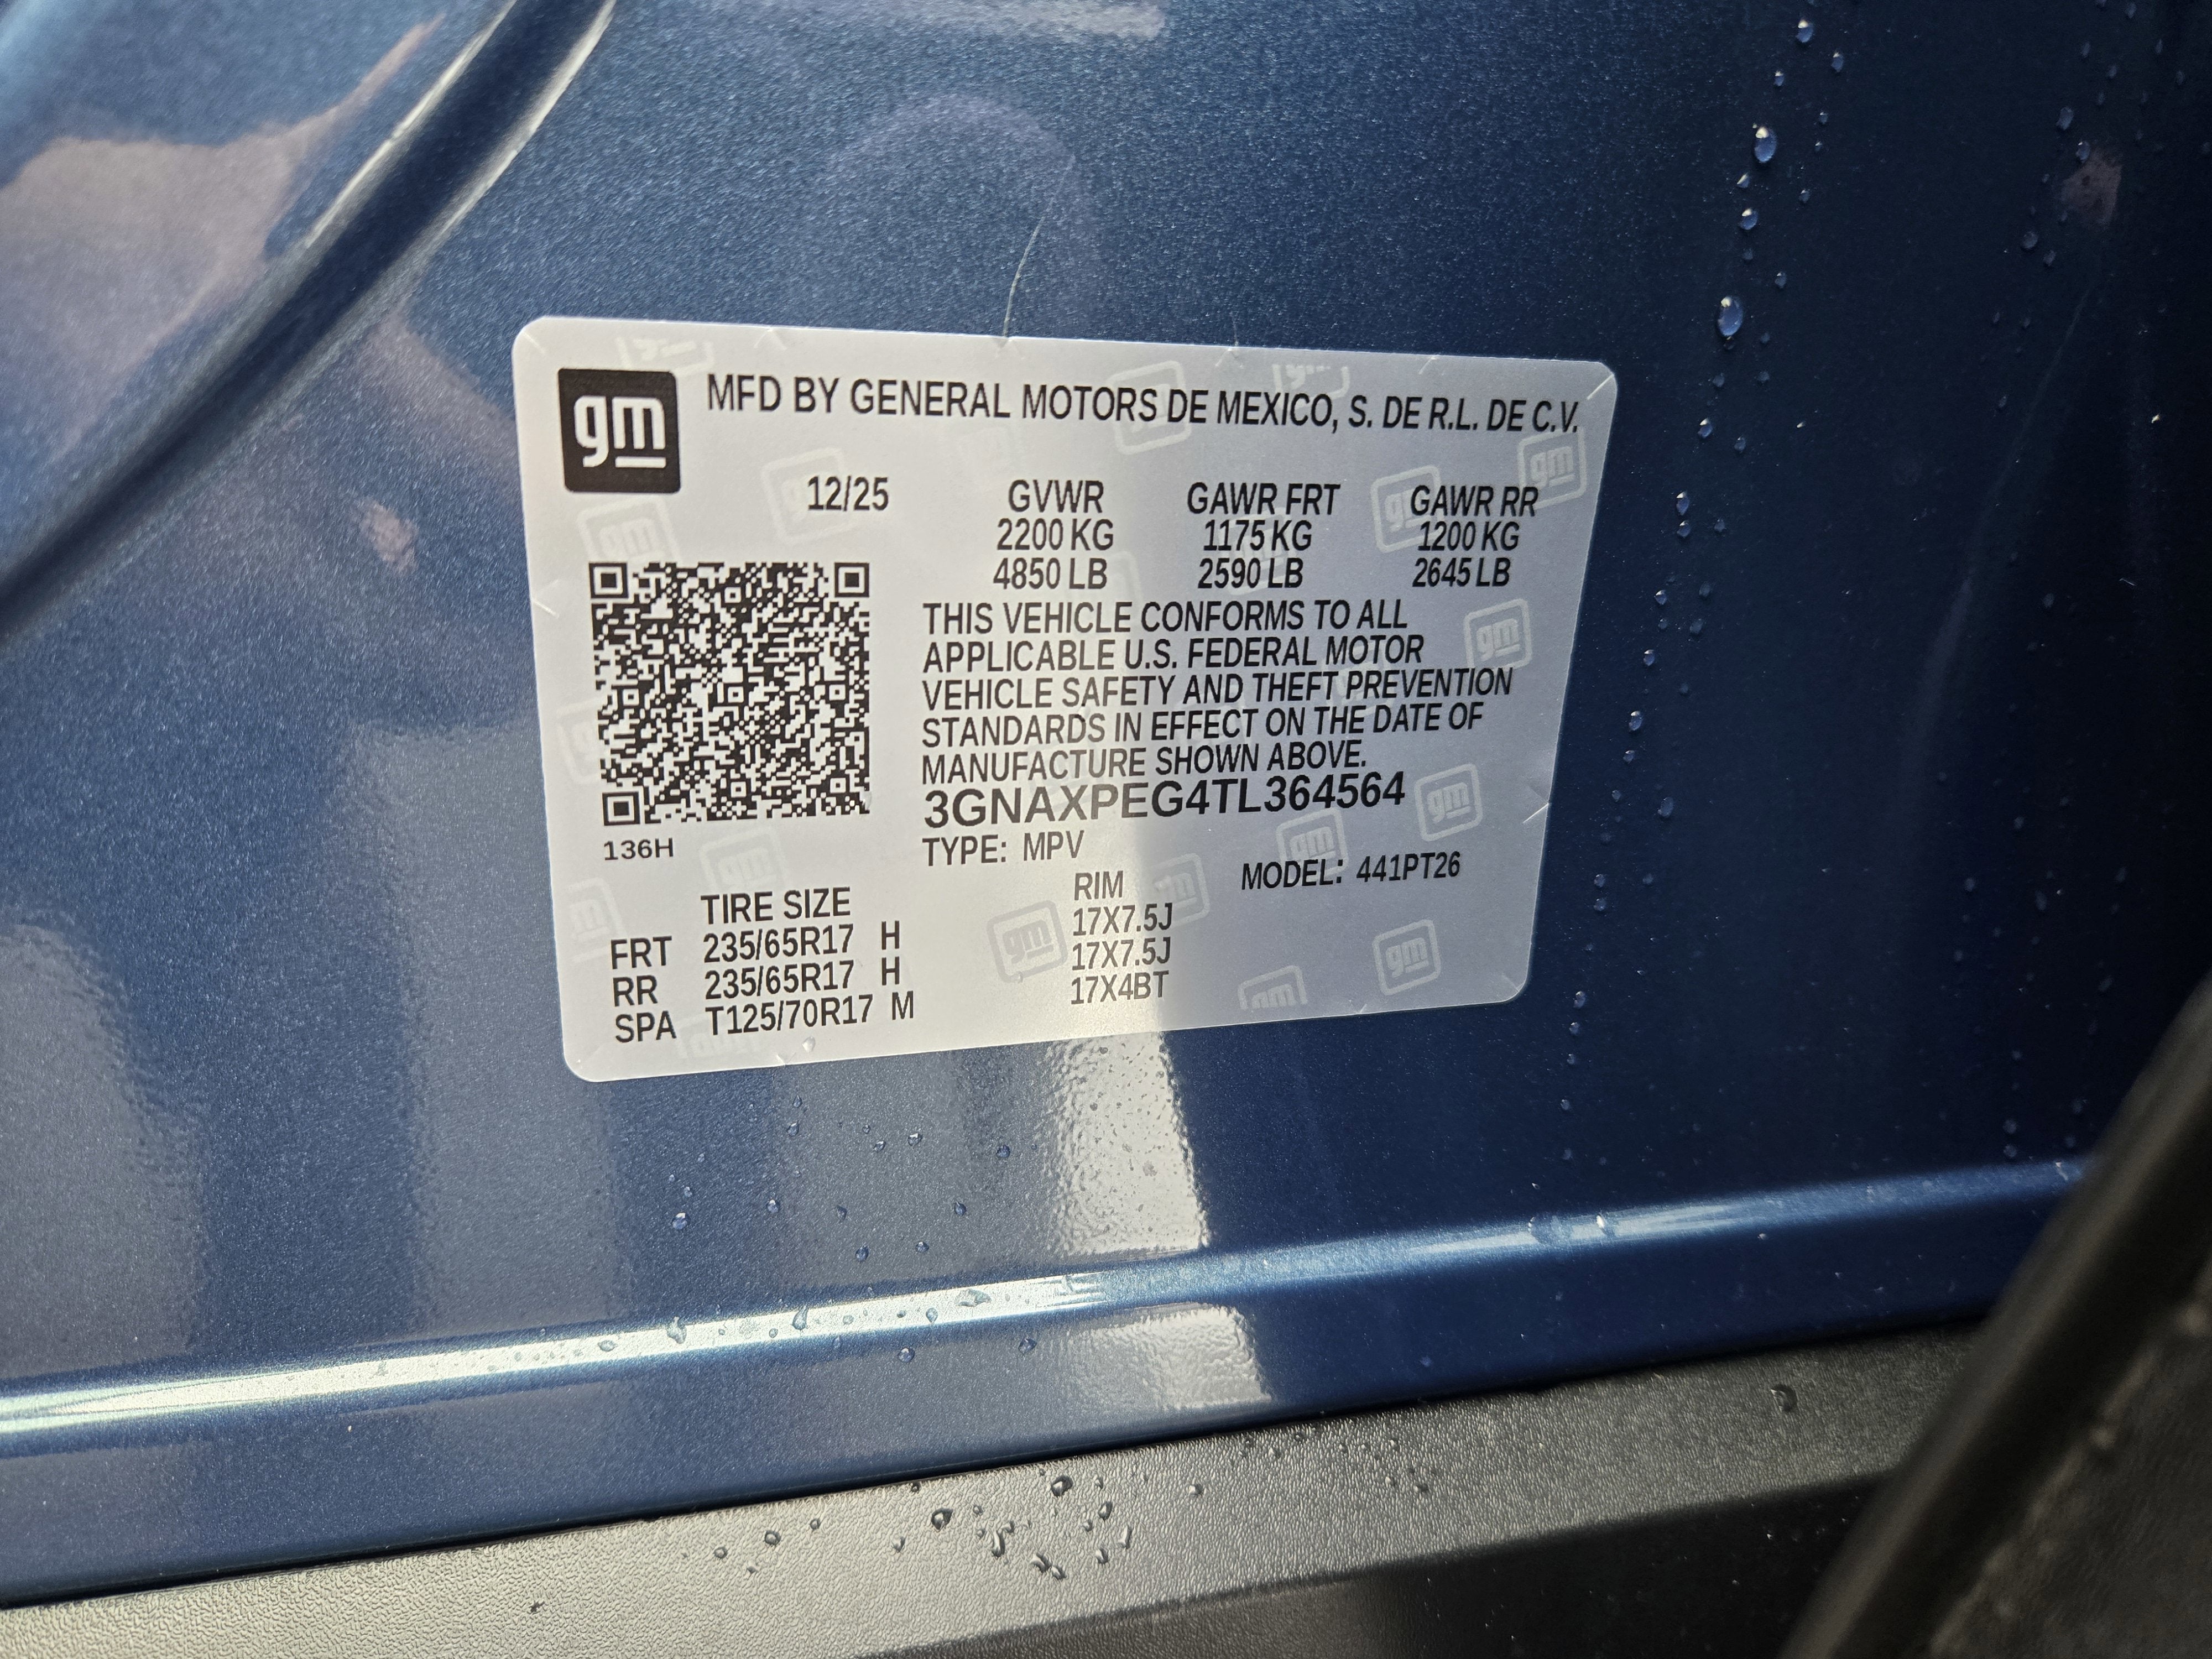 gm MFD BY GENERAL MOTORS DE MEXICO, S. DE R.L. DE C.V.
12/25 GVWR GAWR FRT GAWR RR
2200 KG 1175 KG 1200 KG
4850 LB 2590 LB 2645 LB
THIS VEHICLE CONFORMS TO ALL
APPLICABLE U.S. FEDERAL MOTOR
VEHICLE SAFETY AND THEFT PREVENTION
STANDARDS IN EFFECT ON THE DATE OF
MANUFACTURE SHOWN ABOVE.
3GNAXPEG4TL364564
136H
TYPE: MPV MODEL: 441PT26
TIRE SIZE RIM
FRT 235/65R17 H 17X7.5J
RR 235/65R17 H 17X7.5J
SPA T125/70R17 M 17X4BT